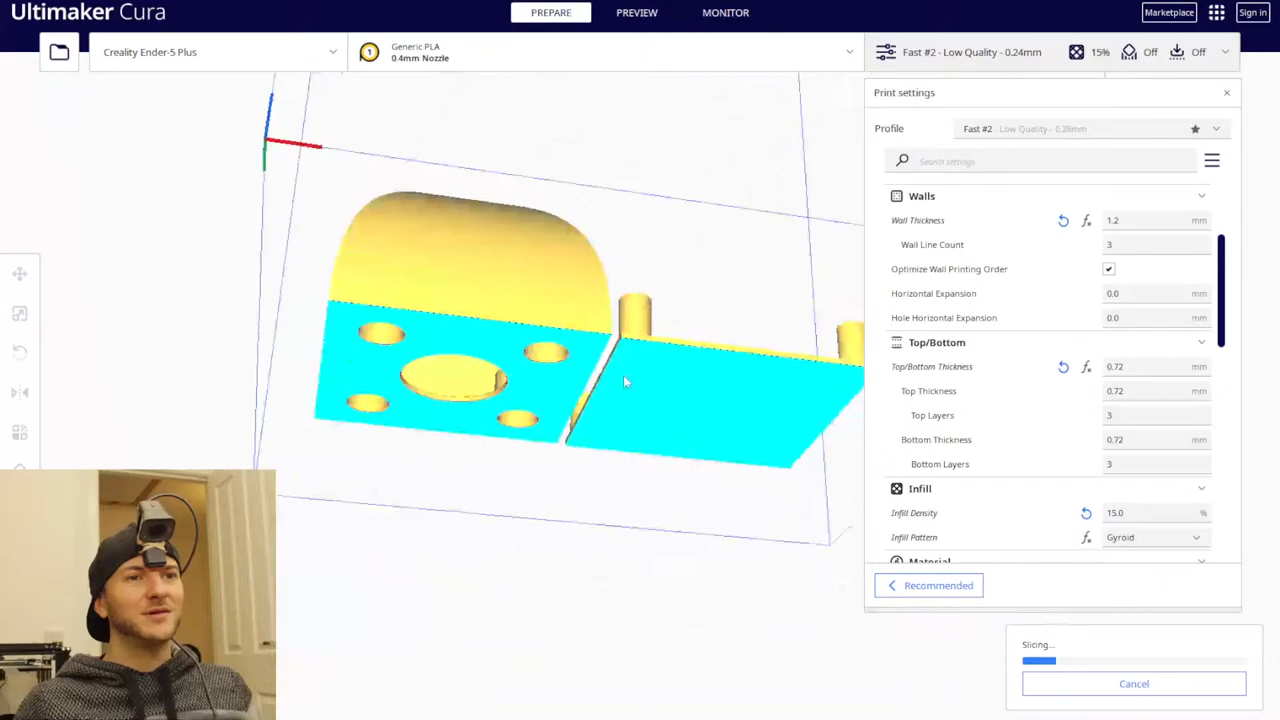 Ultimaker Cura
PREPARE
PREVIEW
MONITOR
Marketplace
Sign in
Creality Ender-5 Plus
1
Generic PLA
0.4mm Nozzle
Fast #2 - Low Quality - 0.24mm
15%
Off
Off
Print settings
Profile
Fast #2 - Low Quality - 0.28mm
Search settings
Walls
Wall Thickness
1.2
mm
Wall Line Count
3
Optimize Wall Printing Order
Horizontal Expansion
0.0
mm
Hole Horizontal Expansion
0.0
mm
Top/Bottom
Top/Bottom Thickness
0.72
mm
Top Thickness
0.72
mm
Top Layers
3
Bottom Thickness
0.72
mm
Bottom Layers
3
Infill
Infill Density
15.0
%
Infill Pattern
Gyroid
Material
Recommended
Slicing...
Cancel